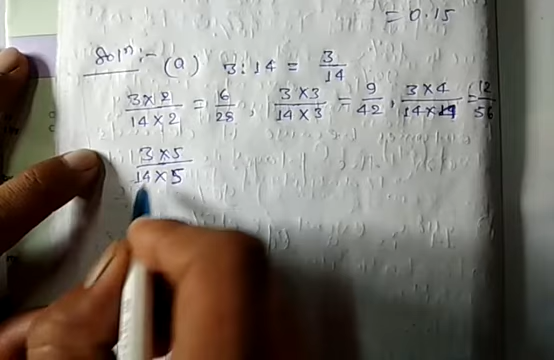 = 0.15
Solⁿ:- (a) 3:14 = 3/14
3×2/14×2 = 6/28, 3×3/14×3 = 9/42, 3×4/14×4 = 12/56
3×5/14×5